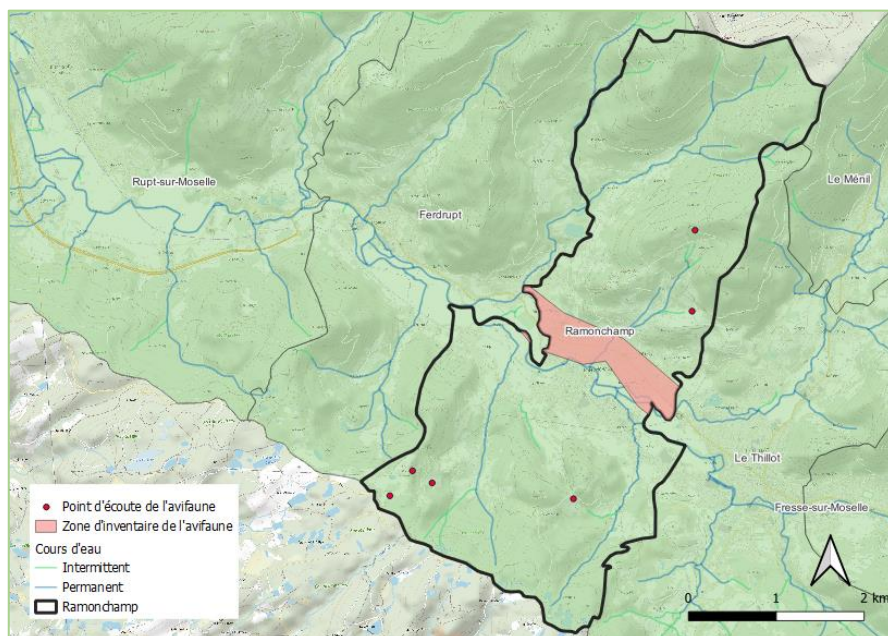 Rupt-sur-Moselle
Le Ménil
Ferdrupt
Ramonchamp
Le Thillot
Fresse-sur-Moselle
Point d'écoute de l'avifaune
Zone d'inventaire de l'avifaune
Cours d'eau
Intermittent
Permanent
Ramonchamp
0 1 2 km